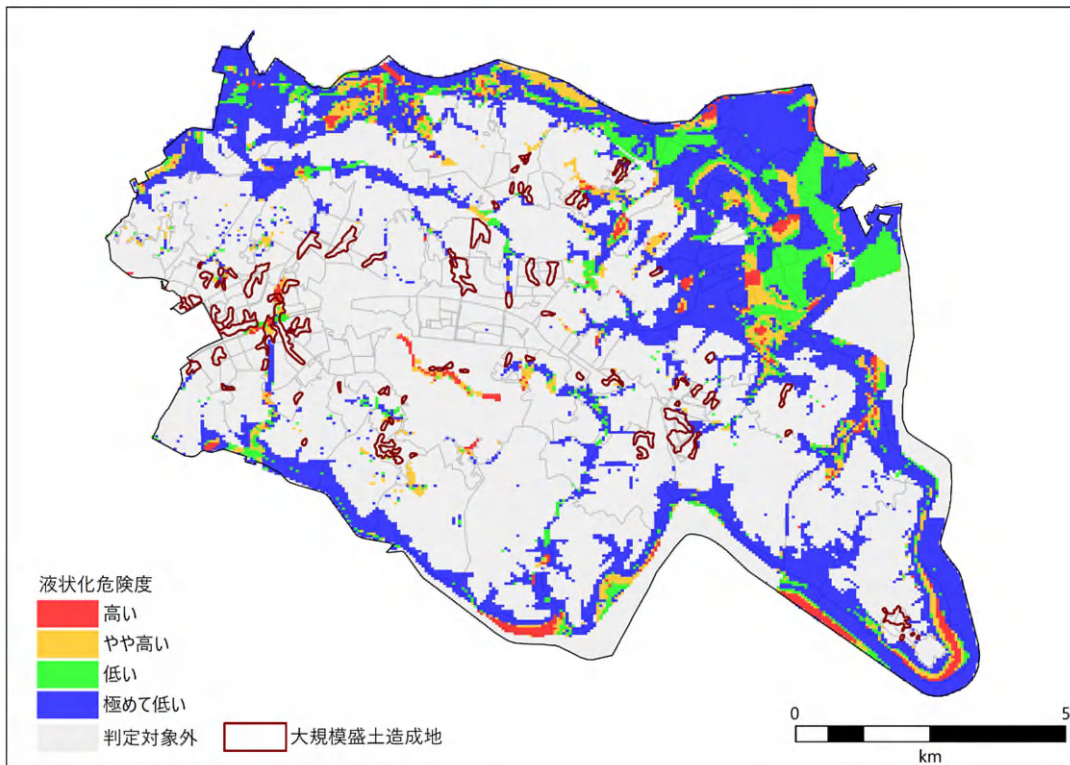 液状化危険度
高い
やや高い
低い
極めて低い
判定対象外 大規模盛土造成地
0 5
km